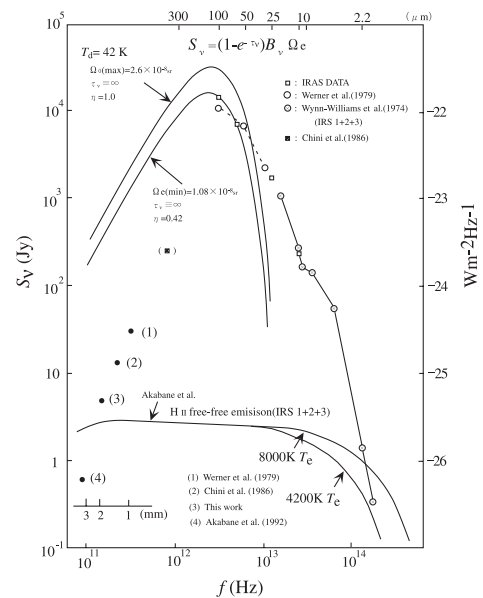 5 300 100 50 25 10 2.2 (μm)
S_ν=(1-e^{-τν})B_ν Ωe
T_d= 42 K
Ω_θ(max)=2.6×10^{-8}sr
τ_ν=∞
η=1.0
Ωe(min)=1.08×10^{-8}sr
τ_ν≡∞
η=0.42
: IRAS DATA
: Werner et al.(1979)
: Wynn-Williams et al.(1974)
(IRS 1+2+3)
: Chini et al.(1986)
10^5
10^4
10^3
10^2
10
1
10^{-1}
Sν (Jy)
-22
-23
-24
-25
-26
Wm-2Hz-1
( )
(1)
(2)
(3)
(4)
Akabane et al.
H II free-free emisison(IRS 1+2+3)
8000K T_e
4200K T_e
(1) Werner et al.(1979)
(2) Chini et al.(1986)
(3) This work
(4) Akabane et al.(1992)
3 2 1 (mm)
10^11 10^12 10^13 10^14
f (Hz)